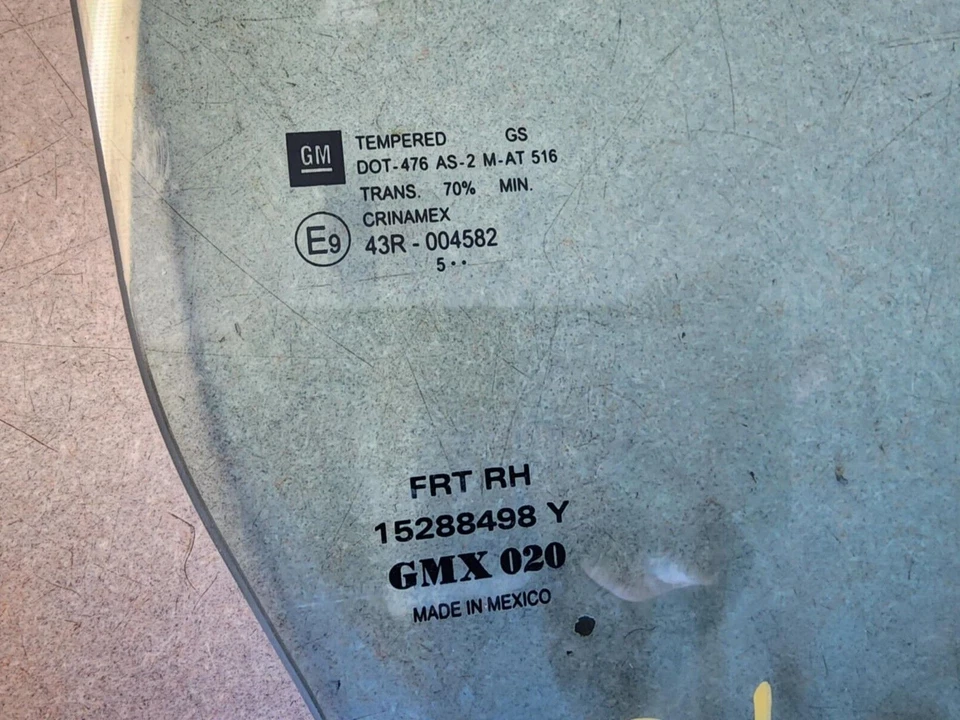 GM
TEMPERED GS
DOT-476 AS-2 M-AT 516
TRANS. 70% MIN.
CRINAMEX
E9 43R - 004582
5 • •
FRT RH
15288498 Y
GMX 020
MADE IN MEXICO